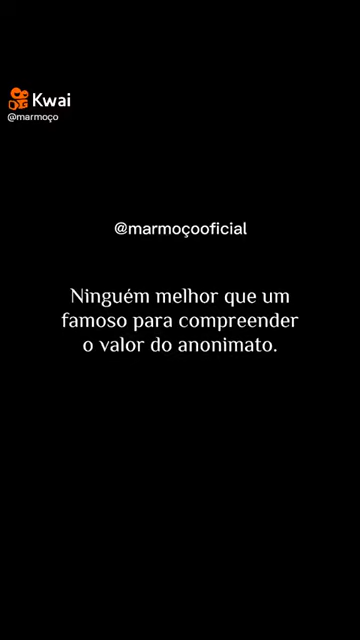 Kwai
@marmoço
@marmoçooficial
Ninguém melhor que um
famoso para compreender
o valor do anonimato.